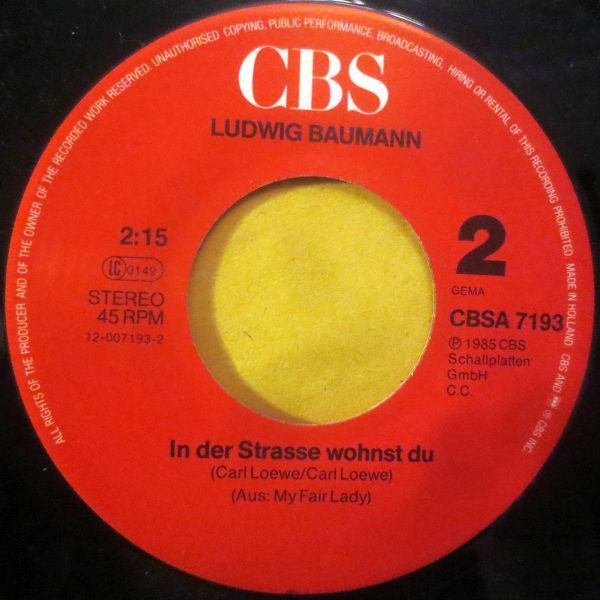 ALL RIGHTS OF THE PRODUCER AND OF THE OWNER OF THE RECORDED WORK RESERVED. UNAUTHORISED COPYING, PUBLIC PERFORMANCE, BROADCASTING, HIRING OR RENTAL OF THIS RECORDING PROHIBITED. MADE IN HOLLAND. CBS AND ® CBS INC.
CBS
LUDWIG BAUMANN
2:15
LC 0149
STEREO
45 RPM
12-007193-2
2
GEMA
CBSA 7193
℗ 1985 CBS
Schallplatten
GmbH
C.C.
In der Strasse wohnst du
(Carl Loewe/Carl Loewe)
(Aus: My Fair Lady)